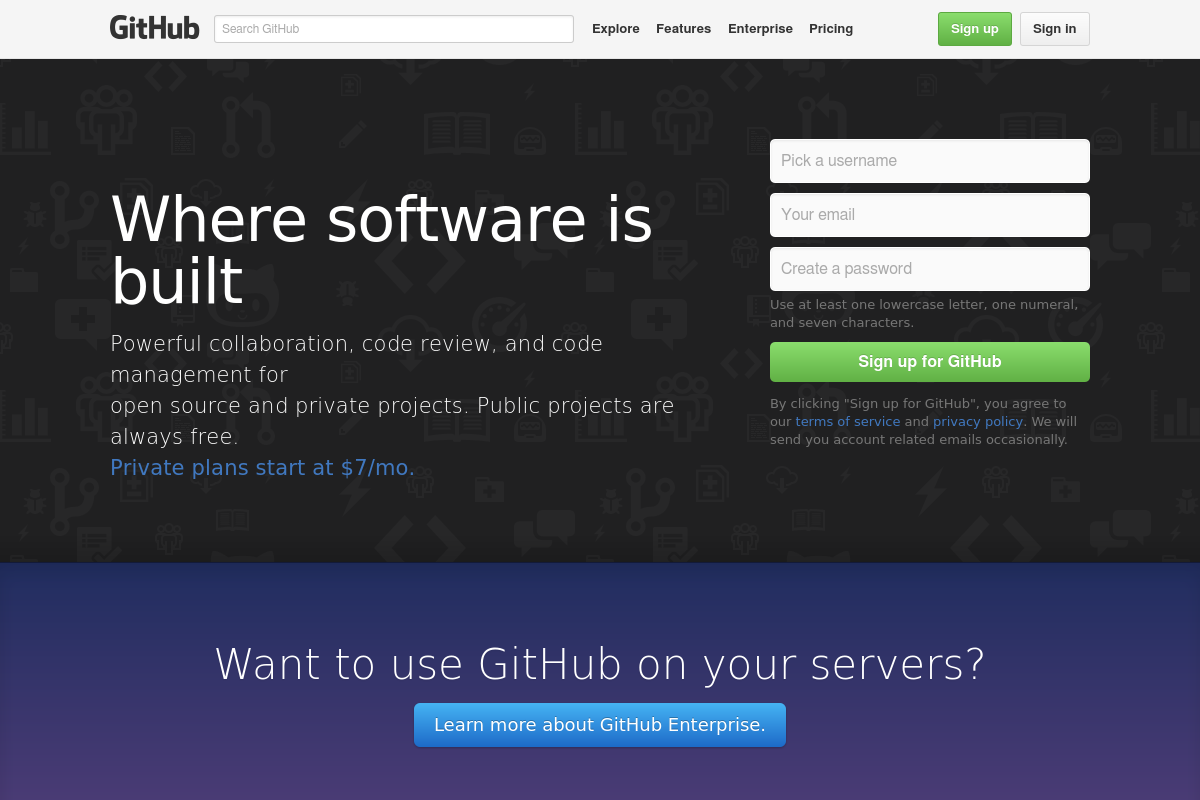 GitHub
Search GitHub
Explore
Features
Enterprise
Pricing
Sign up
Sign in
Where software is
built
Powerful collaboration, code review, and code
management for
open source and private projects. Public projects are
always free.
Private plans start at $7/mo.
Pick a username
Your email
Create a password
Use at least one lowercase letter, one numeral,
and seven characters.
Sign up for GitHub
By clicking "Sign up for GitHub", you agree to
our terms of service and privacy policy. We will
send you account related emails occasionally.
Want to use GitHub on your servers?
Learn more about GitHub Enterprise.